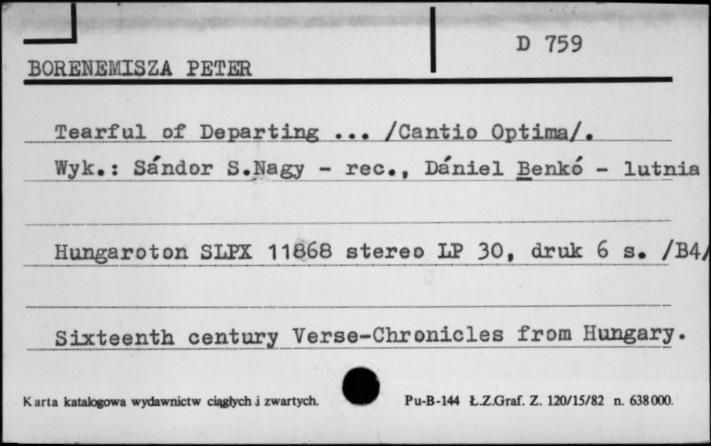 D 759
BORENEMISZA PETER
Tearful of Departing ... /Cantio Optima/.
Wyk.: Sándor S.Nagy - rec., Dániel Benkó - lutnia
Hungaroton SLPX 11868 stereo LP 30, druk 6 s. /B4/
Sixteenth century Verse-Chronicles from Hungary.
Karta katalogowa wydawnictw ciągłych i zwartych. Pu-B-144 Ł.Z.Graf. Z. 120/15/82 n. 638000.